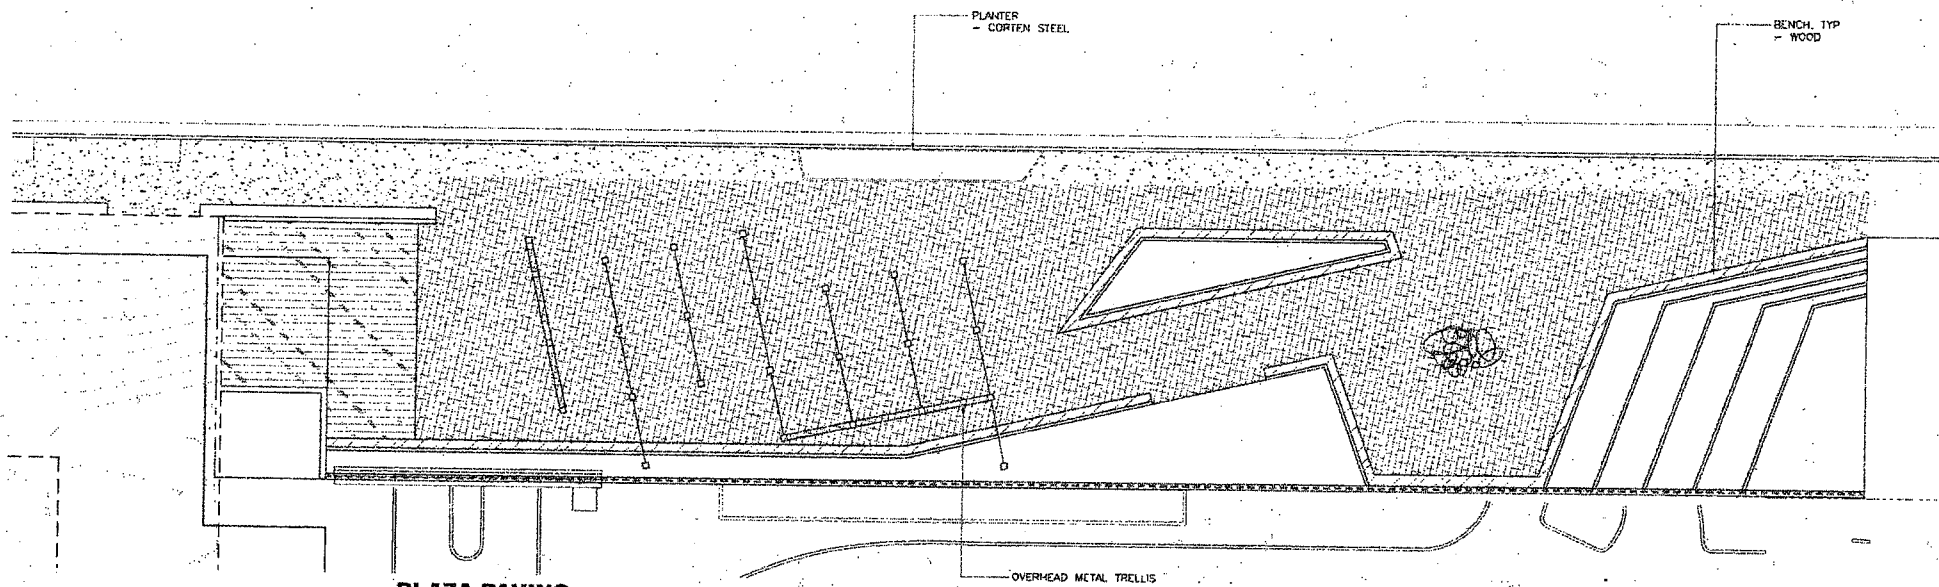 PLANTER
- CORTEN STEEL
BENCH, TYP
- WOOD
OVERHEAD METAL TRELLIS
PLAZA PAVING